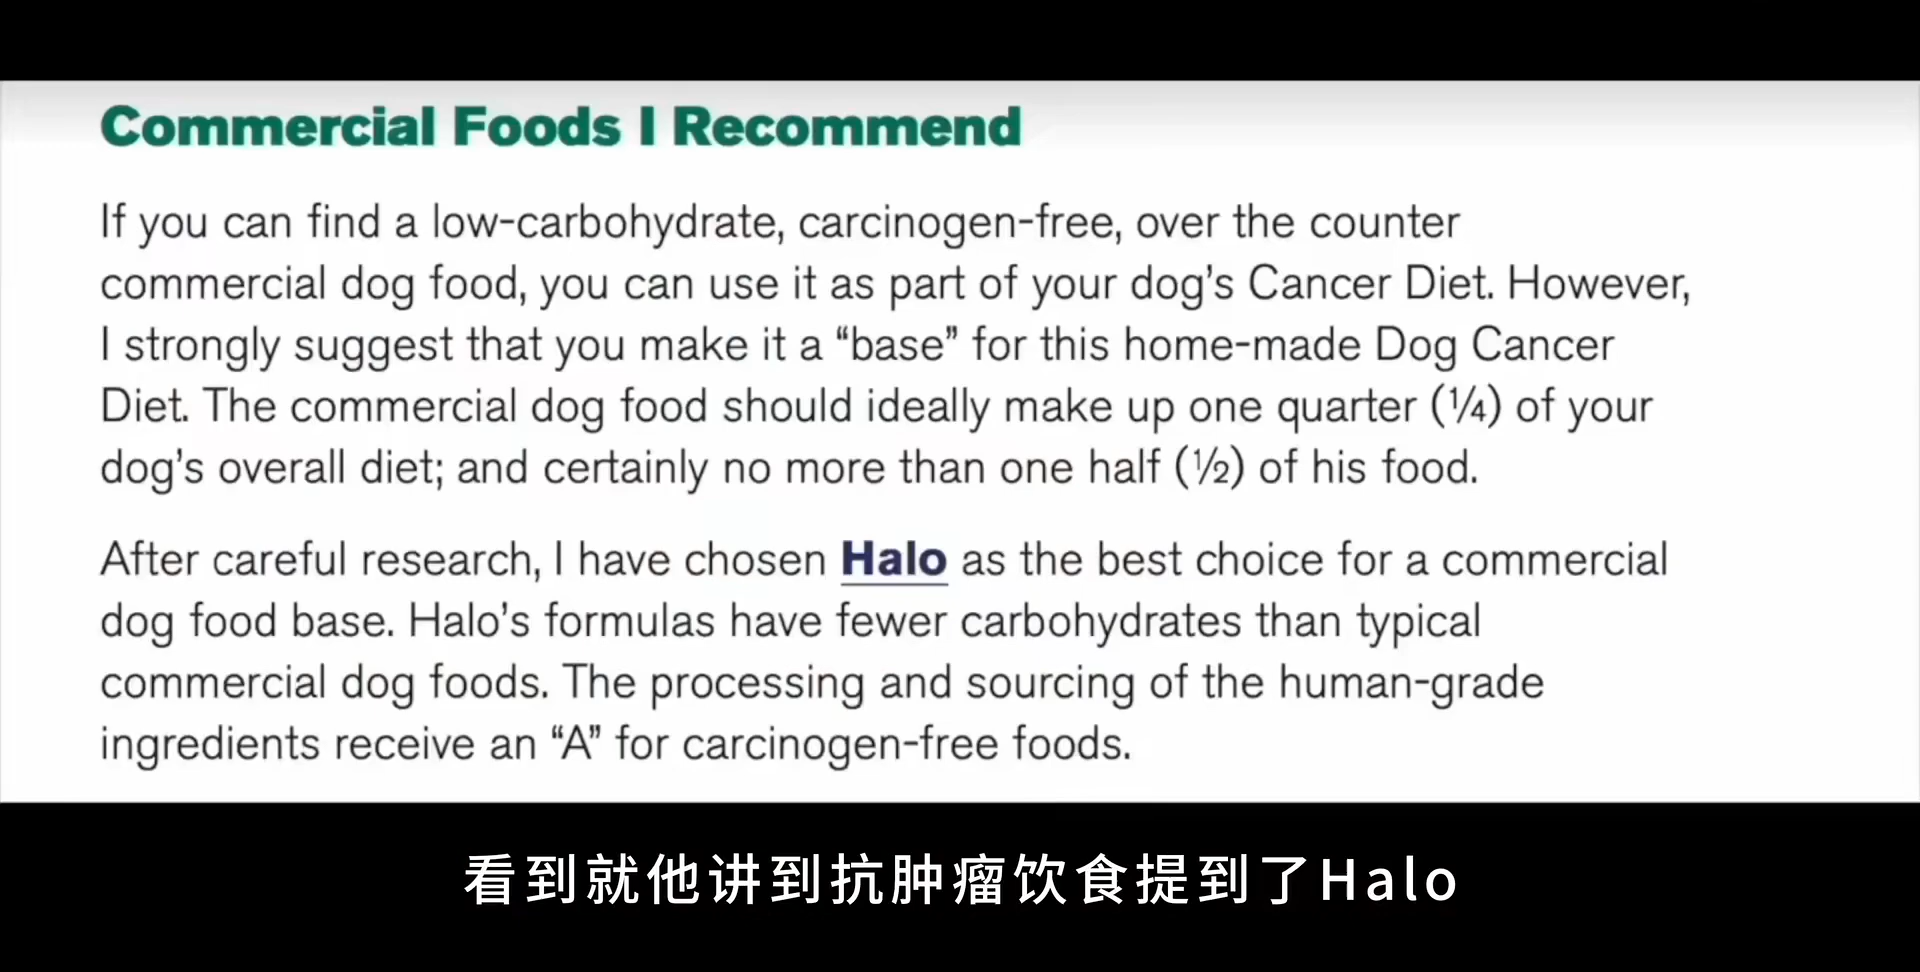 Commercial Foods I Recommend
If you can find a low-carbohydrate, carcinogen-free, over the counter
commercial dog food, you can use it as part of your dog’s Cancer Diet. However,
I strongly suggest that you make it a “base” for this home-made Dog Cancer
Diet. The commercial dog food should ideally make up one quarter (¼) of your
dog’s overall diet; and certainly no more than one half (½) of his food.
After careful research, I have chosen Halo as the best choice for a commercial
dog food base. Halo’s formulas have fewer carbohydrates than typical
commercial dog foods. The processing and sourcing of the human-grade
ingredients receive an “A” for carcinogen-free foods.
看到就他讲到抗肿瘤饮食提到了Halo